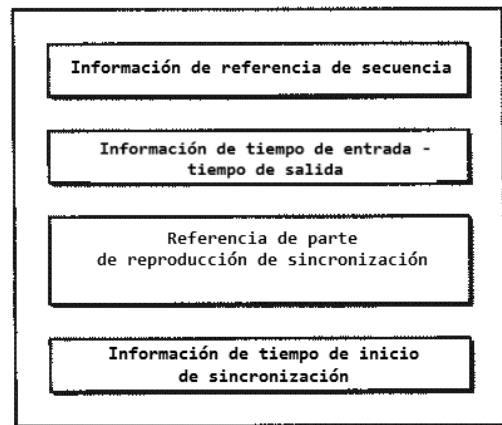 Información de referencia de secuencia
Información de tiempo de entrada -
tiempo de salida
Referencia de parte
de reproducción de sincronización
Información de tiempo de inicio
de sincronización